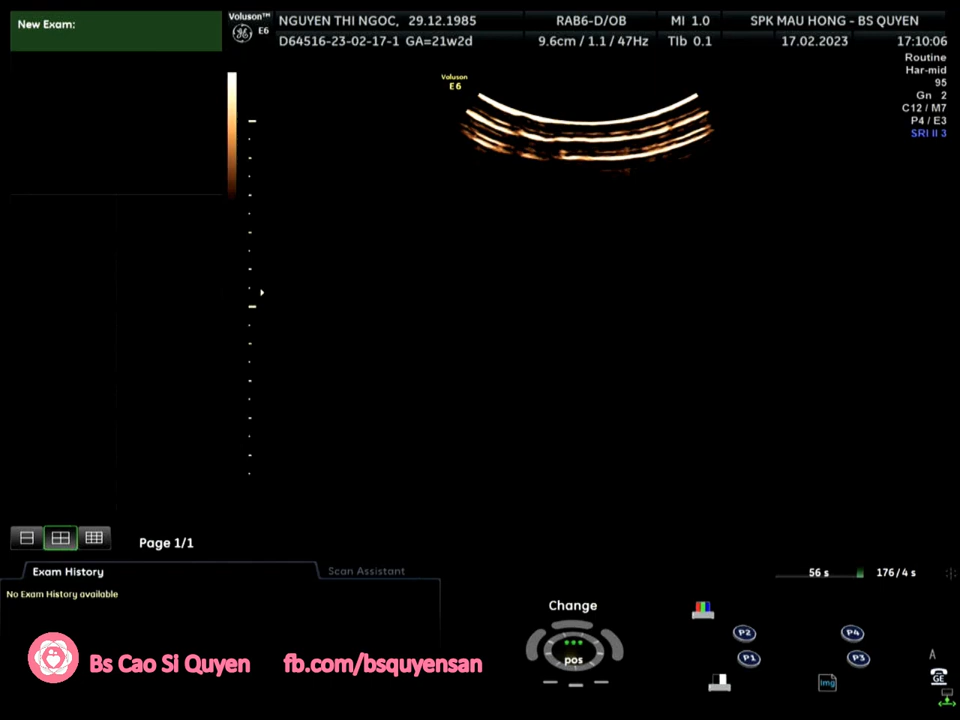 New Exam:
Voluson™
E6
NGUYEN THI NGOC, 29.12.1985
RAB6-D/OB
MI 1.0
SPK MAU HONG - BS QUYEN
D64516-23-02-17-1 GA=21w2d
9.6cm / 1.1 / 47Hz
TIb 0.1
17.02.2023
17:10:06
Routine
Har-mid
95
Gn 2
C12 / M7
P4 / E3
SRI II 3
Voluson
E6
Page 1/1
Exam History
Scan Assistant
No Exam History available
56 s
176/4 s
Change
pos
P2
P4
P1
P3
Img
A
GE
Bs Cao Si Quyen
fb.com/bsquyensan